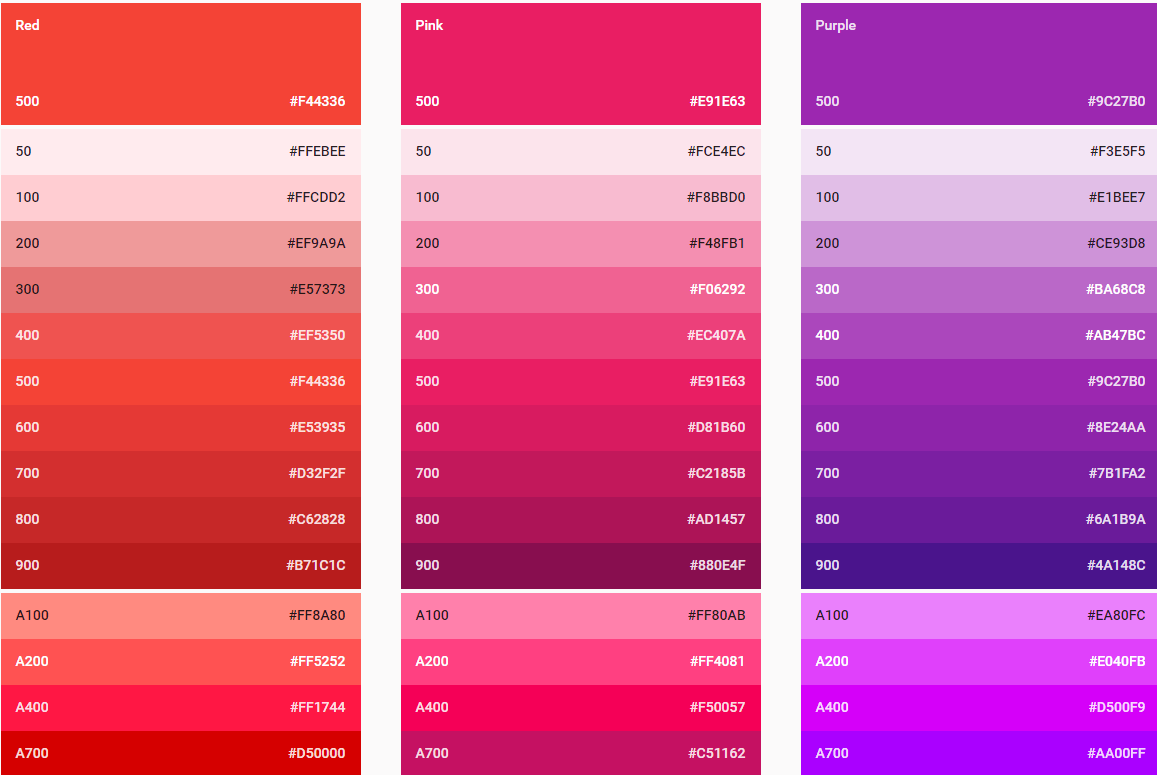 Red
500 #F44336
50 #FFEBEE
100 #FFCDD2
200 #EF9A9A
300 #E57373
400 #EF5350
500 #F44336
600 #E53935
700 #D32F2F
800 #C62828
900 #B71C1C
A100 #FF8A80
A200 #FF5252
A400 #FF1744
A700 #D50000
Pink
500 #E91E63
50 #FCE4EC
100 #F8BBD0
200 #F48FB1
300 #F06292
400 #EC407A
500 #E91E63
600 #D81B60
700 #C2185B
800 #AD1457
900 #880E4F
A100 #FF80AB
A200 #FF4081
A400 #F50057
A700 #C51162
Purple
500 #9C27B0
50 #F3E5F5
100 #E1BEE7
200 #CE93D8
300 #BA68C8
400 #AB47BC
500 #9C27B0
600 #8E24AA
700 #7B1FA2
800 #6A1B9A
900 #4A148C
A100 #EA80FC
A200 #E040FB
A400 #D500F9
A700 #AA00FF